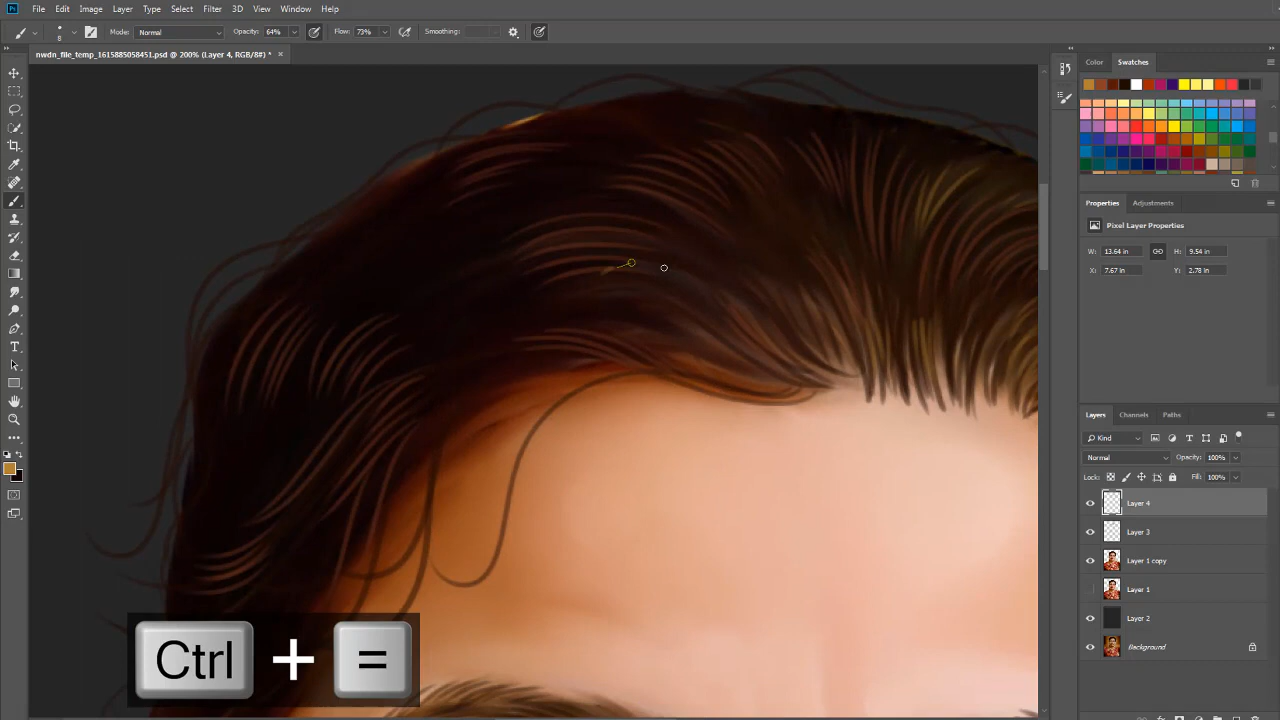 Ps File Edit Image Layer Type Select Filter 3D View Window Help
8 Mode: Normal Opacity: 64% Flow: 73% Smoothing:
nwdn_file_temp_1615885058451.psd @ 200% (Layer 4, RGB/8#) * ×
Color Swatches
Properties Adjustments
Pixel Layer Properties
W: 13.64 in H: 9.54 in
X: 7.67 in Y: 2.78 in
Layers Channels Paths
Kind
Normal Opacity: 100%
Lock: Fill: 100%
Layer 4
Layer 3
Layer 1 copy
Layer 1
Layer 2
Background
Ctrl + =